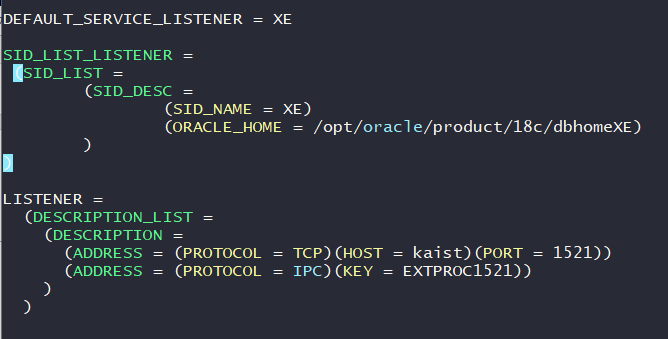 DEFAULT_SERVICE_LISTENER = XE
SID_LIST_LISTENER =
(SID_LIST =
(SID_DESC =
(SID_NAME = XE)
(ORACLE_HOME = /opt/oracle/product/18c/dbhomeXE)
)
)
LISTENER =
(DESCRIPTION_LIST =
(DESCRIPTION =
(ADDRESS = (PROTOCOL = TCP)(HOST = kaist)(PORT = 1521))
(ADDRESS = (PROTOCOL = IPC)(KEY = EXTPROC1521))
)
)